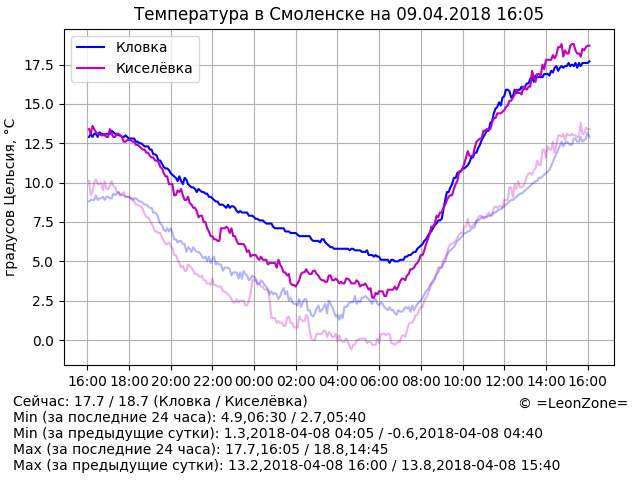 Температура в Смоленске на 09.04.2018 16:05
Кловка
Киселёвка
градусов Цельсия, °C
17.5
15.0
12.5
10.0
7.5
5.0
2.5
0.0
16:00 18:00 20:00 22:00 00:00 02:00 04:00 06:00 08:00 10:00 12:00 14:00 16:00
Сейчас: 17.7 / 18.7 (Кловка / Киселёвка)
© =LeonZone=
Min (за последние 24 часа): 4.9,06:30 / 2.7,05:40
Min (за предыдущие сутки): 1.3,2018-04-08 04:05 / -0.6,2018-04-08 04:40
Max (за последние 24 часа): 17.7,16:05 / 18.8,14:45
Max (за предыдущие сутки): 13.2,2018-04-08 16:00 / 13.8,2018-04-08 15:40